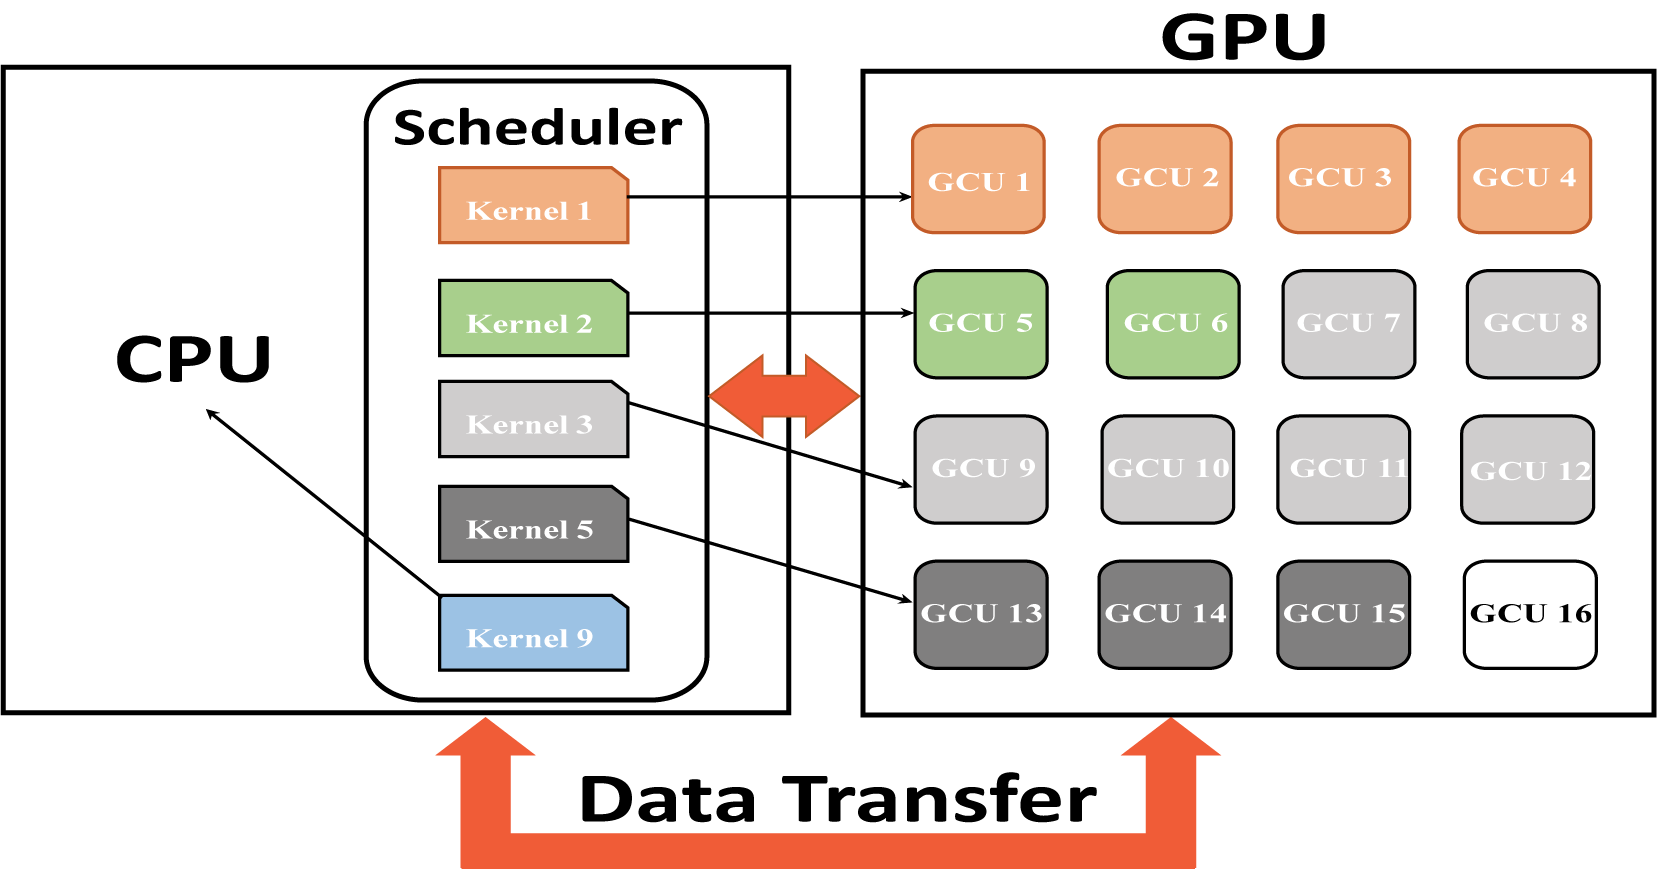 GPU
Scheduler
Kernel 1
Kernel 2
Kernel 3
Kernel 5
Kernel 9
CPU
GCU 1
GCU 2
GCU 3
GCU 4
GCU 5
GCU 6
GCU 7
GCU 8
GCU 9
GCU 10
GCU 11
GCU 12
GCU 13
GCU 14
GCU 15
GCU 16
Data Transfer